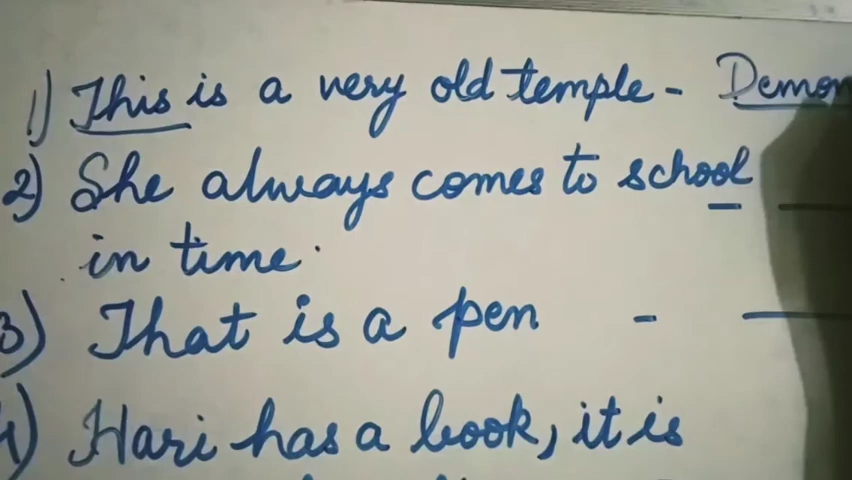 1) This is a very old temple - Demon
2) She always comes to school - 
in time.
3) That is a pen -
4) Hari has a book, it is